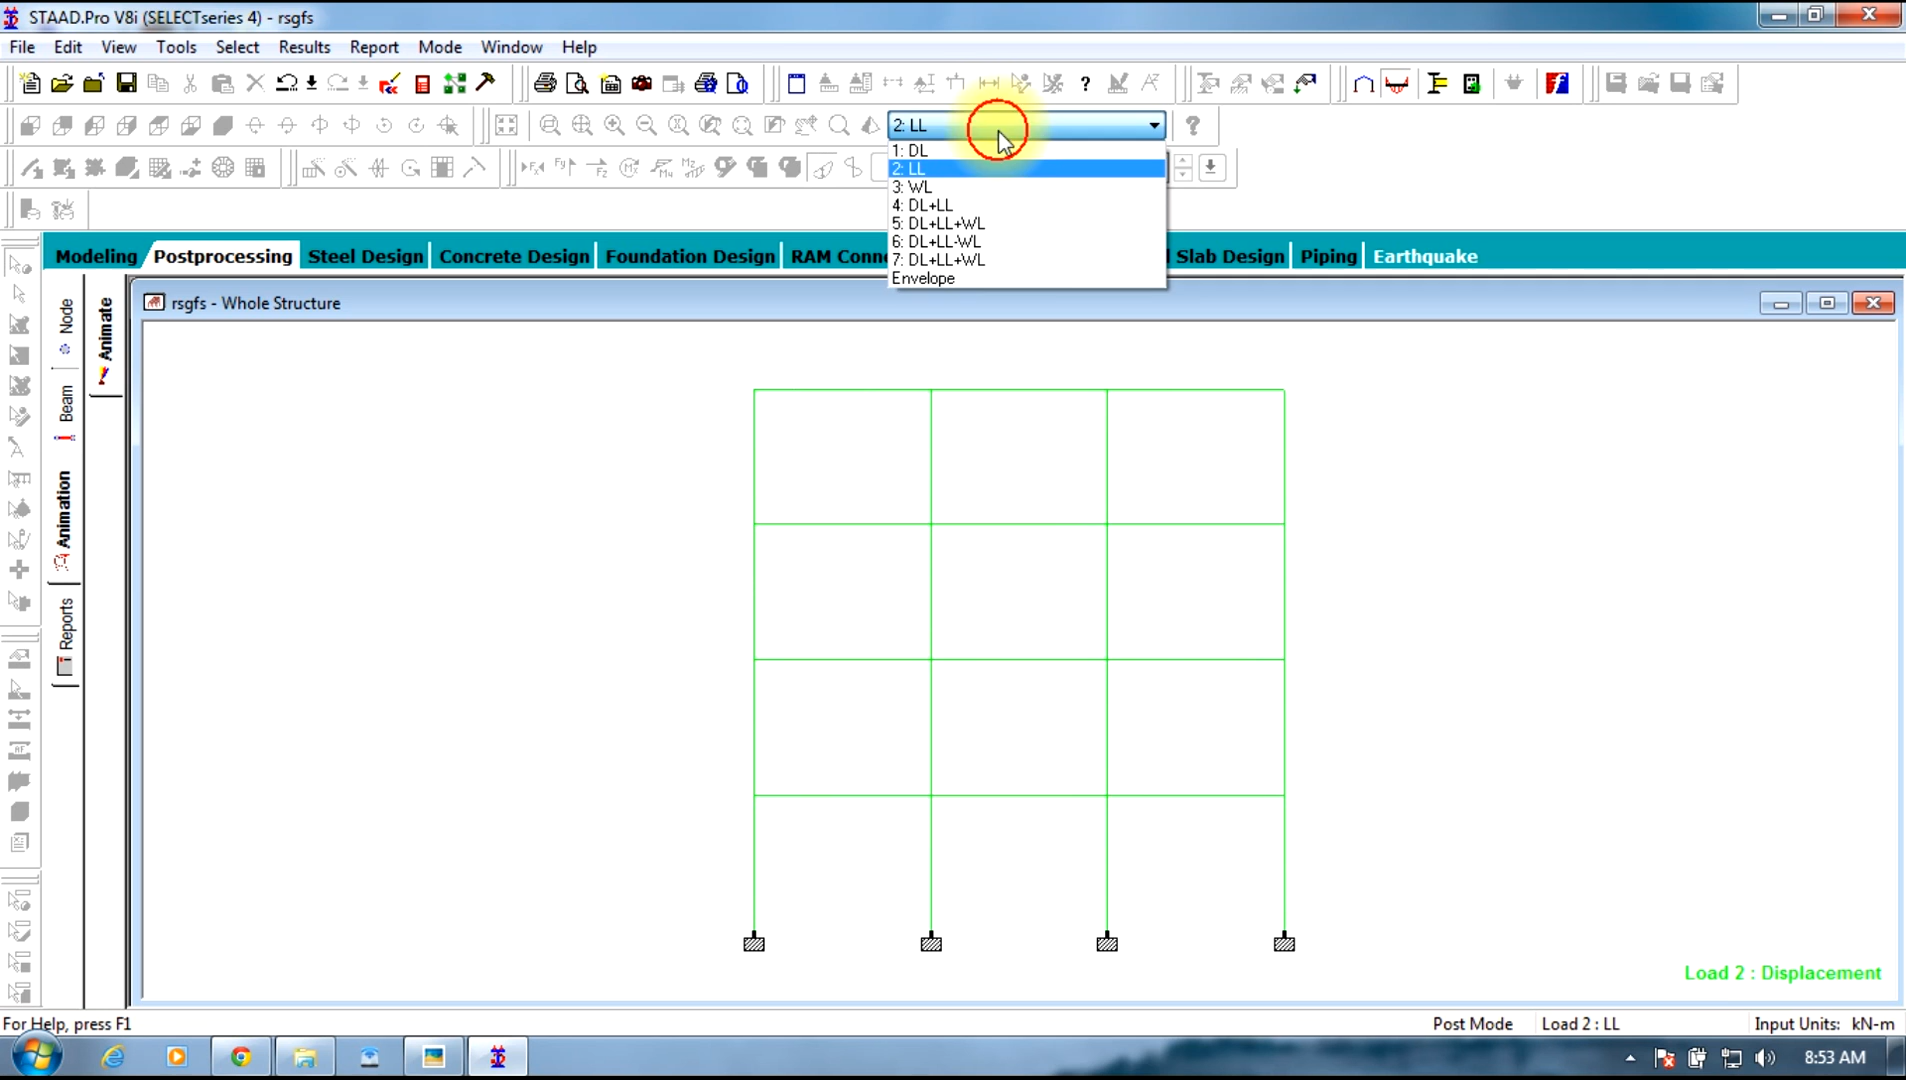 STAAD.Pro V8i (SELECTseries 4) - rsgfs
File Edit View Tools Select Results Report Mode Window Help
2: LL
1: DL
2: LL
3: WL
4: DL+LL
5: DL+LL+WL
6: DL+LL-WL
7: DL+LL+WL
Envelope
Modeling Postprocessing Steel Design Concrete Design Foundation Design RAM Conne Slab Design Piping Earthquake
rsgfs - Whole Structure
Node
Beam
Animation
Reports
Animate
Load 2 : Displacement
For Help, press F1 Post Mode Load 2 : LL Input Units: kN-m
8:53 AM